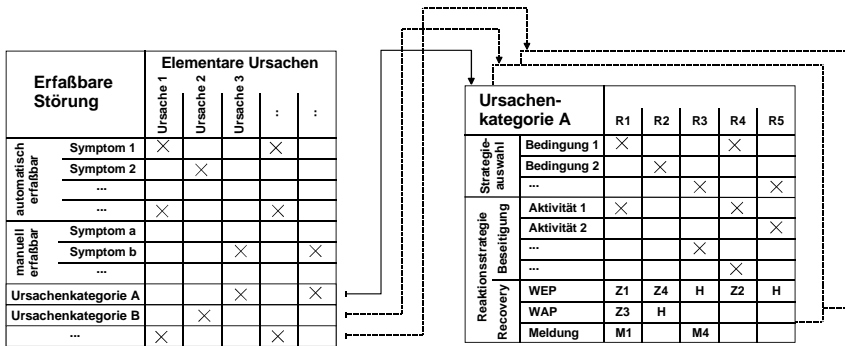 Elementare Ursachen
Erfaßbare
Störung
Ursache 1
Ursache 2
Ursache 3
:
:
automatisch
erfaßbar
Symptom 1
Symptom 2
...
...
manuell
erfaßbar
Symptom a
Symptom b
...
Ursachenkategorie A
Ursachenkategorie B
...
Ursachen-
kategorie A
R1 R2 R3 R4 R5
Strategie-
auswahl
Bedingung 1
Bedingung 2
...
Reaktionsstrategie
Beseitigung
Aktivität 1
Aktivität 2
...
...
Recovery
WEP Z1 Z4 H Z2 H
WAP Z3 H
Meldung M1 M4